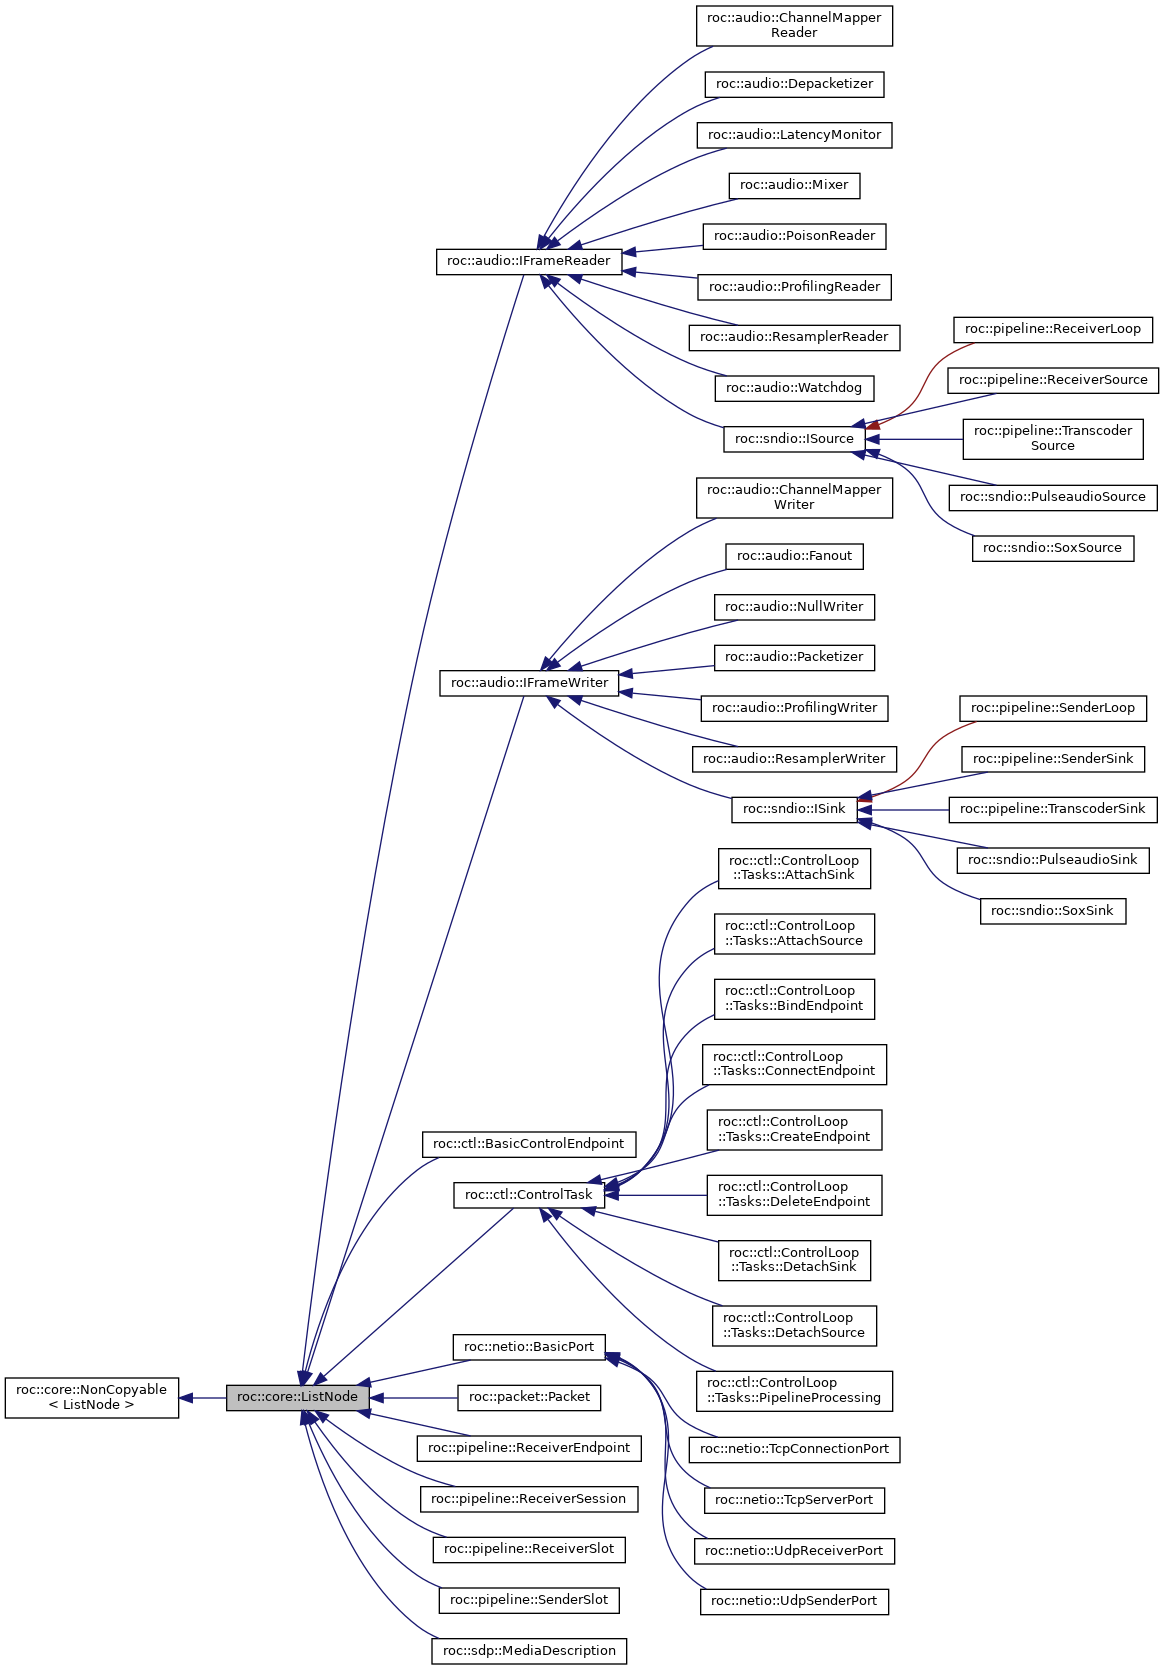 roc::audio::ChannelMapper
Reader
roc::audio::Depacketizer
roc::audio::LatencyMonitor
roc::audio::Mixer
roc::audio::PoisonReader
roc::audio::IFrameReader
roc::audio::ProfilingReader
roc::audio::ResamplerReader
roc::audio::Watchdog
roc::sndio::ISource
roc::pipeline::ReceiverLoop
roc::pipeline::ReceiverSource
roc::pipeline::Transcoder
Source
roc::sndio::PulseaudioSource
roc::sndio::SoxSource
roc::audio::ChannelMapper
Writer
roc::audio::Fanout
roc::audio::NullWriter
roc::audio::Packetizer
roc::audio::IFrameWriter
roc::audio::ProfilingWriter
roc::audio::ResamplerWriter
roc::sndio::ISink
roc::pipeline::SenderLoop
roc::pipeline::SenderSink
roc::pipeline::TranscoderSink
roc::sndio::PulseaudioSink
roc::sndio::SoxSink
roc::ctl::ControlLoop
::Tasks::AttachSink
roc::ctl::ControlLoop
::Tasks::AttachSource
roc::ctl::ControlLoop
::Tasks::BindEndpoint
roc::ctl::ControlLoop
::Tasks::ConnectEndpoint
roc::ctl::BasicControlEndpoint
roc::ctl::ControlLoop
::Tasks::CreateEndpoint
roc::ctl::ControlTask
roc::ctl::ControlLoop
::Tasks::DeleteEndpoint
roc::ctl::ControlLoop
::Tasks::DetachSink
roc::ctl::ControlLoop
::Tasks::DetachSource
roc::netio::BasicPort
roc::ctl::ControlLoop
::Tasks::PipelineProcessing
roc::core::NonCopyable
< ListNode >
roc::core::ListNode
roc::packet::Packet
roc::pipeline::ReceiverEndpoint
roc::netio::TcpConnectionPort
roc::pipeline::ReceiverSession
roc::netio::TcpServerPort
roc::pipeline::ReceiverSlot
roc::netio::UdpReceiverPort
roc::pipeline::SenderSlot
roc::netio::UdpSenderPort
roc::sdp::MediaDescription